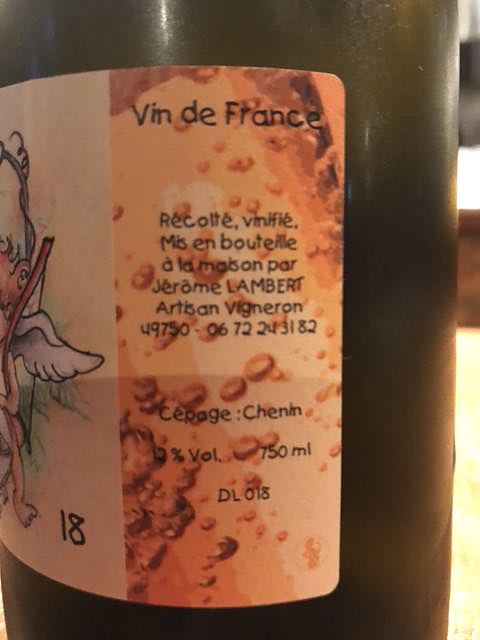 Vin de France
Récolté, vinifié,
Mis en bouteille
à la maison par
Jérôme LAMBERT
Artisan Vigneron
49750 - 06 72 24 31 82
Cépage : Chenin
% Vol. 750 ml
DL 018
18